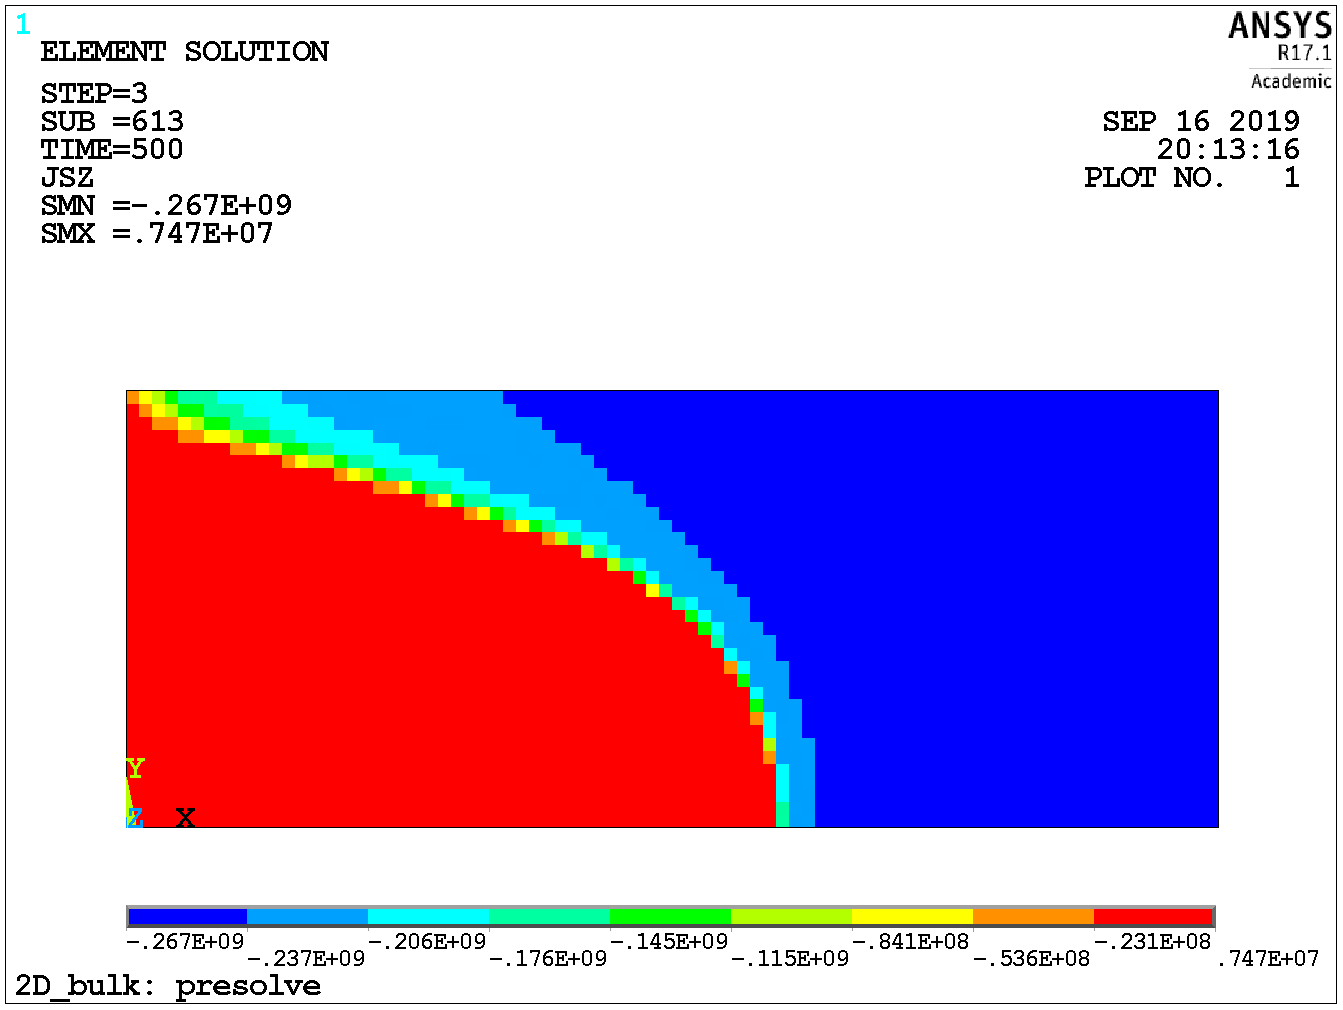 1
ANSYS
R17.1
Academic
ELEMENT SOLUTION
STEP=3
SUB =613
TIME=500
JSZ
SMN =-.267E+09
SMX =.747E+07
SEP 16 2019
20:13:16
PLOT NO. 1
Y
Z X
-.267E+09 -.206E+09 -.145E+09 -.841E+08 -.231E+08
-.237E+09 -.176E+09 -.115E+09 -.536E+08 .747E+07
2D_bulk: presolve